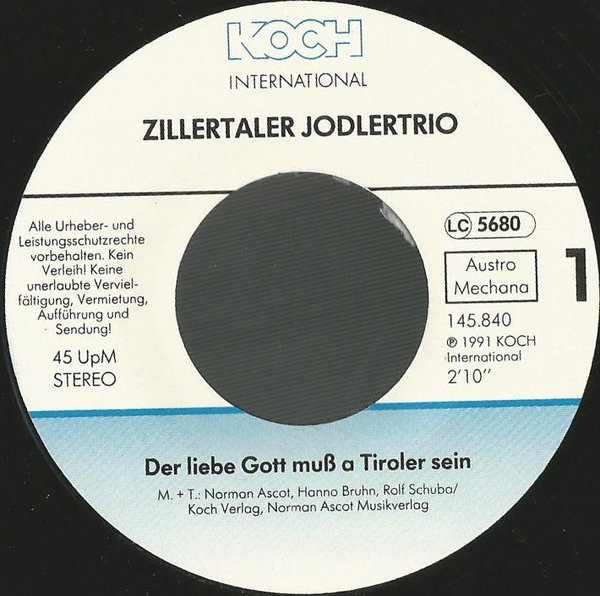 KOCH
INTERNATIONAL
ZILLERTALER JODLERTRIO
Alle Urheber- und
Leistungsschutzrechte
vorbehalten. Kein
Verleih! Keine
unerlaubte Verviel-
fältigung, Vermietung,
Aufführung und
Sendung!
45 UpM
STEREO
LC 5680
Austro
Mechana
1
145.840
℗ 1991 KOCH
International
2'10"
Der liebe Gott muß a Tiroler sein
M. + T.: Norman Ascot, Hanno Bruhn, Rolf Schuba/
Koch Verlag, Norman Ascot Musikverlag